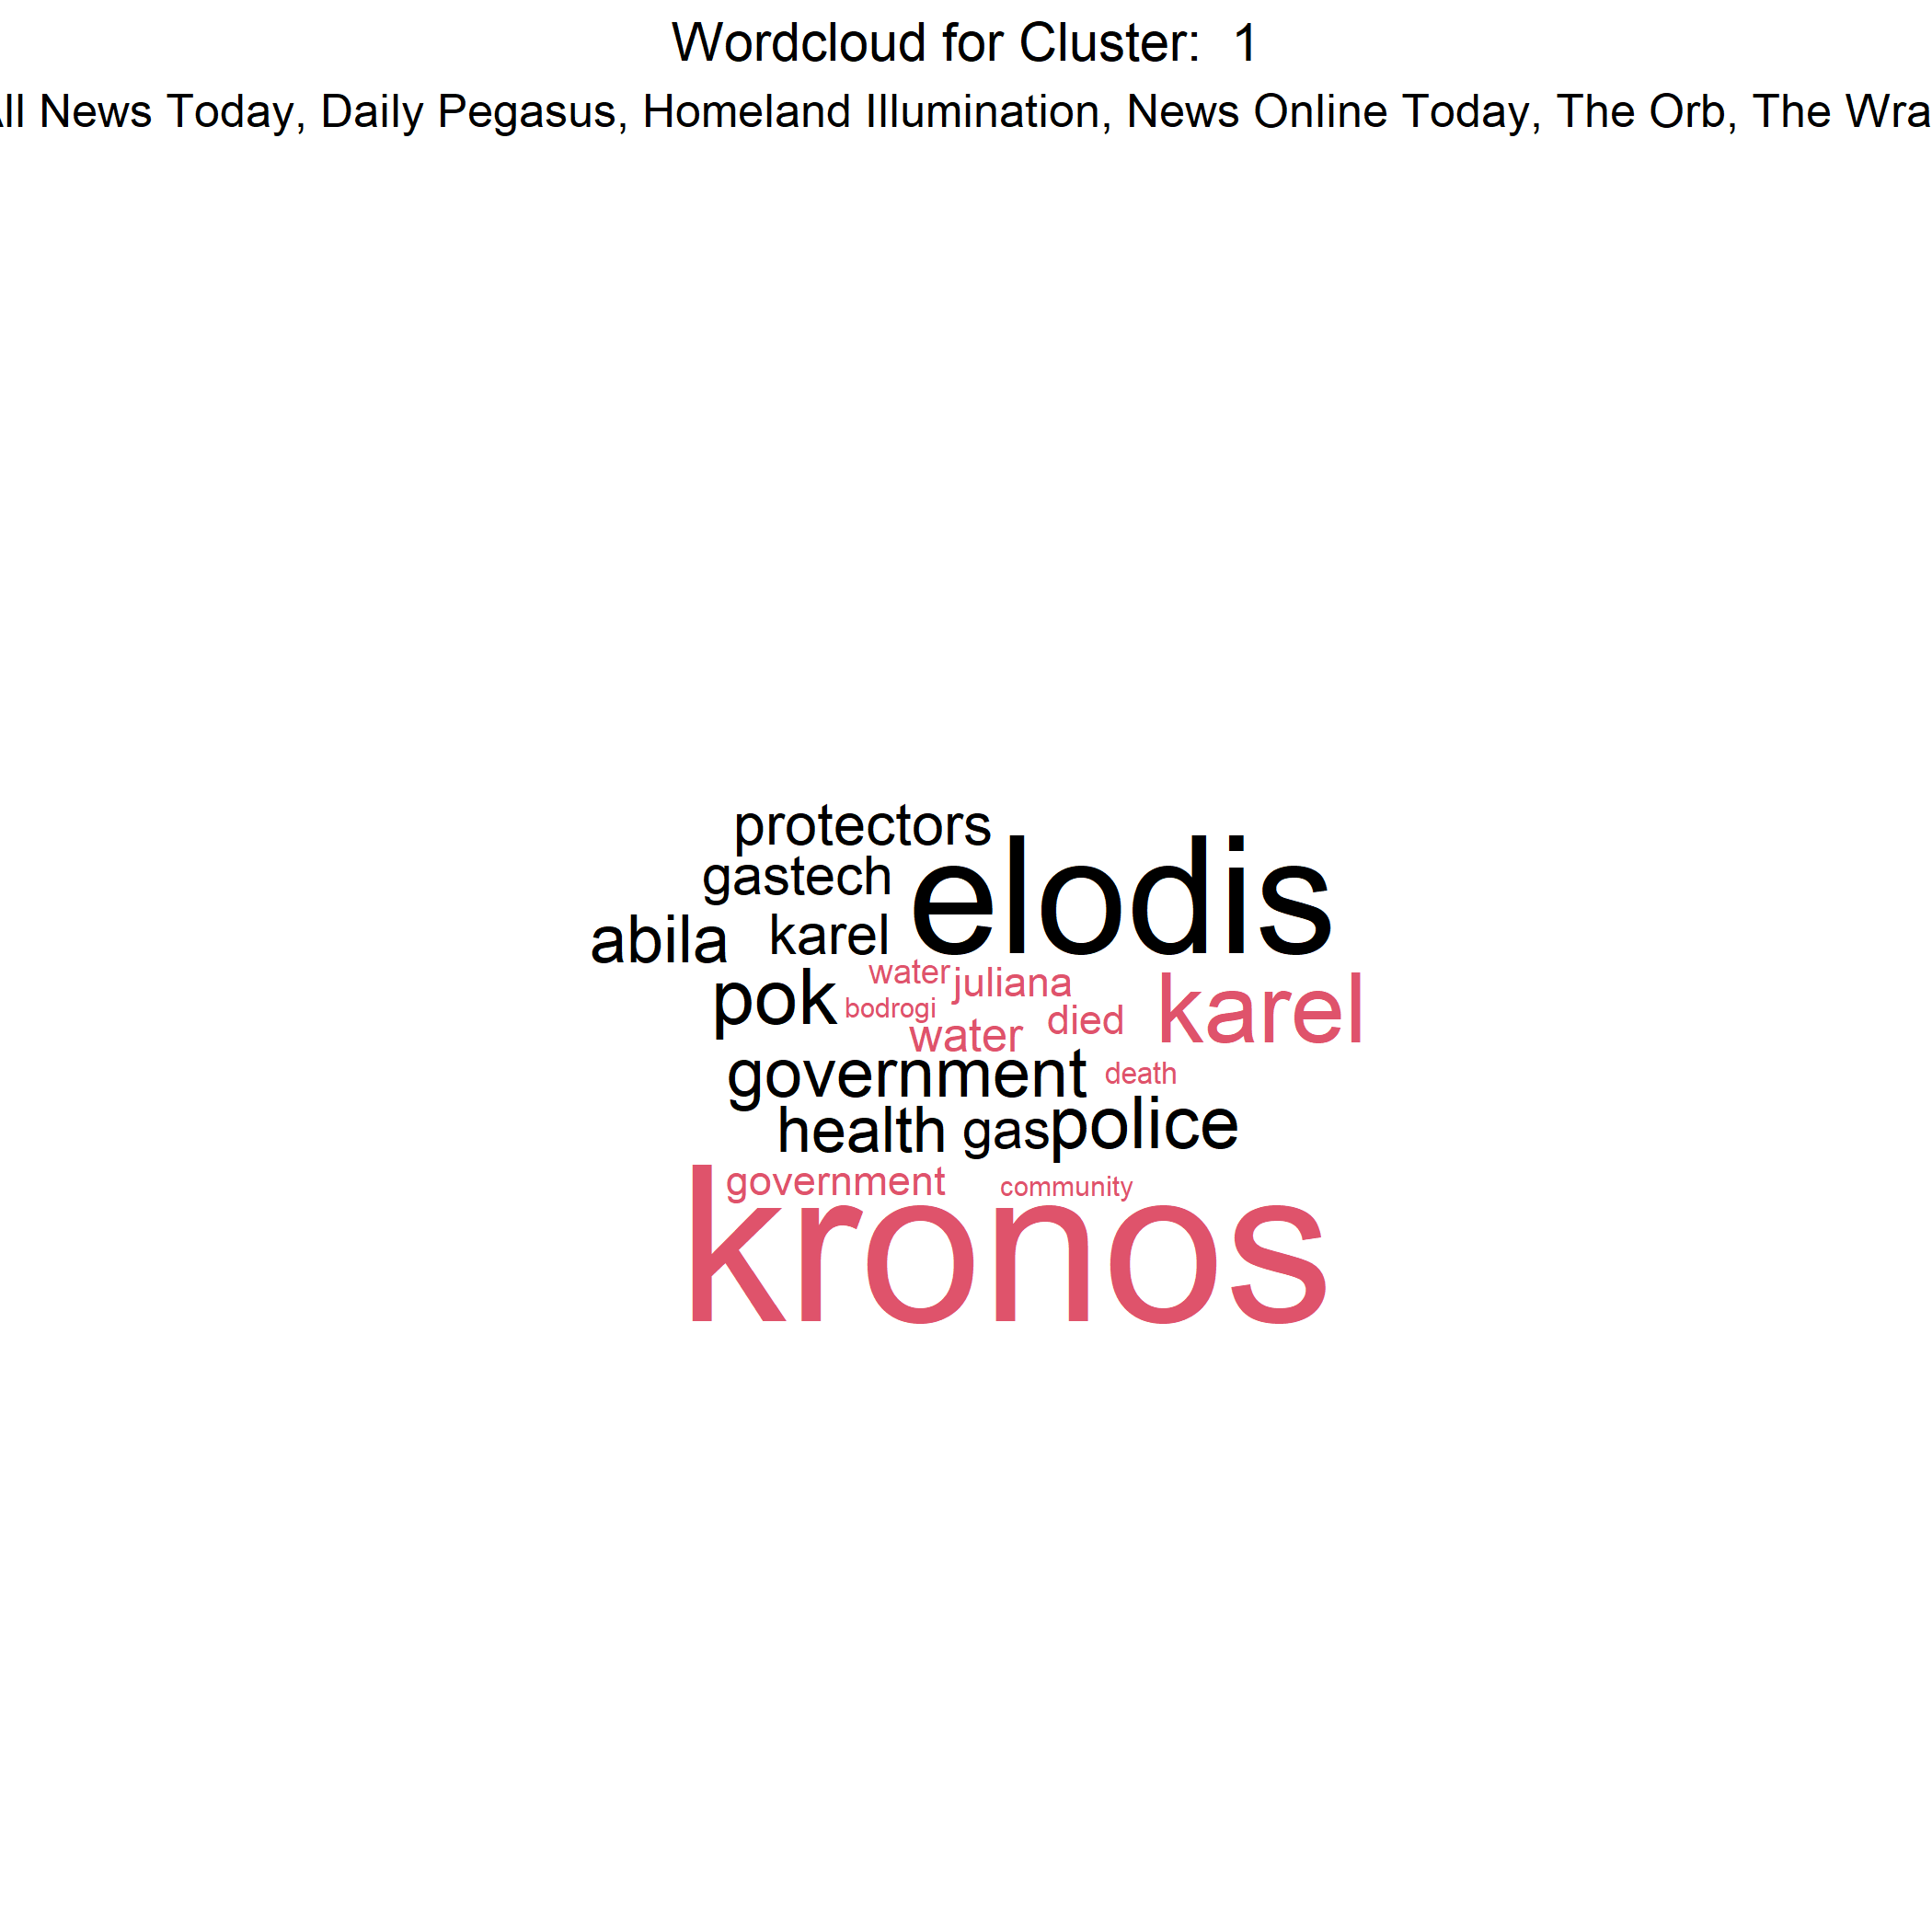 Wordcloud for Cluster: 1
ll News Today, Daily Pegasus, Homeland Illumination, News Online Today, The Orb, The Wra
protectors
gastech elodis
abila karel
water juliana karel
pok bodrogi died
water
government death
health gas police
government community
kronos